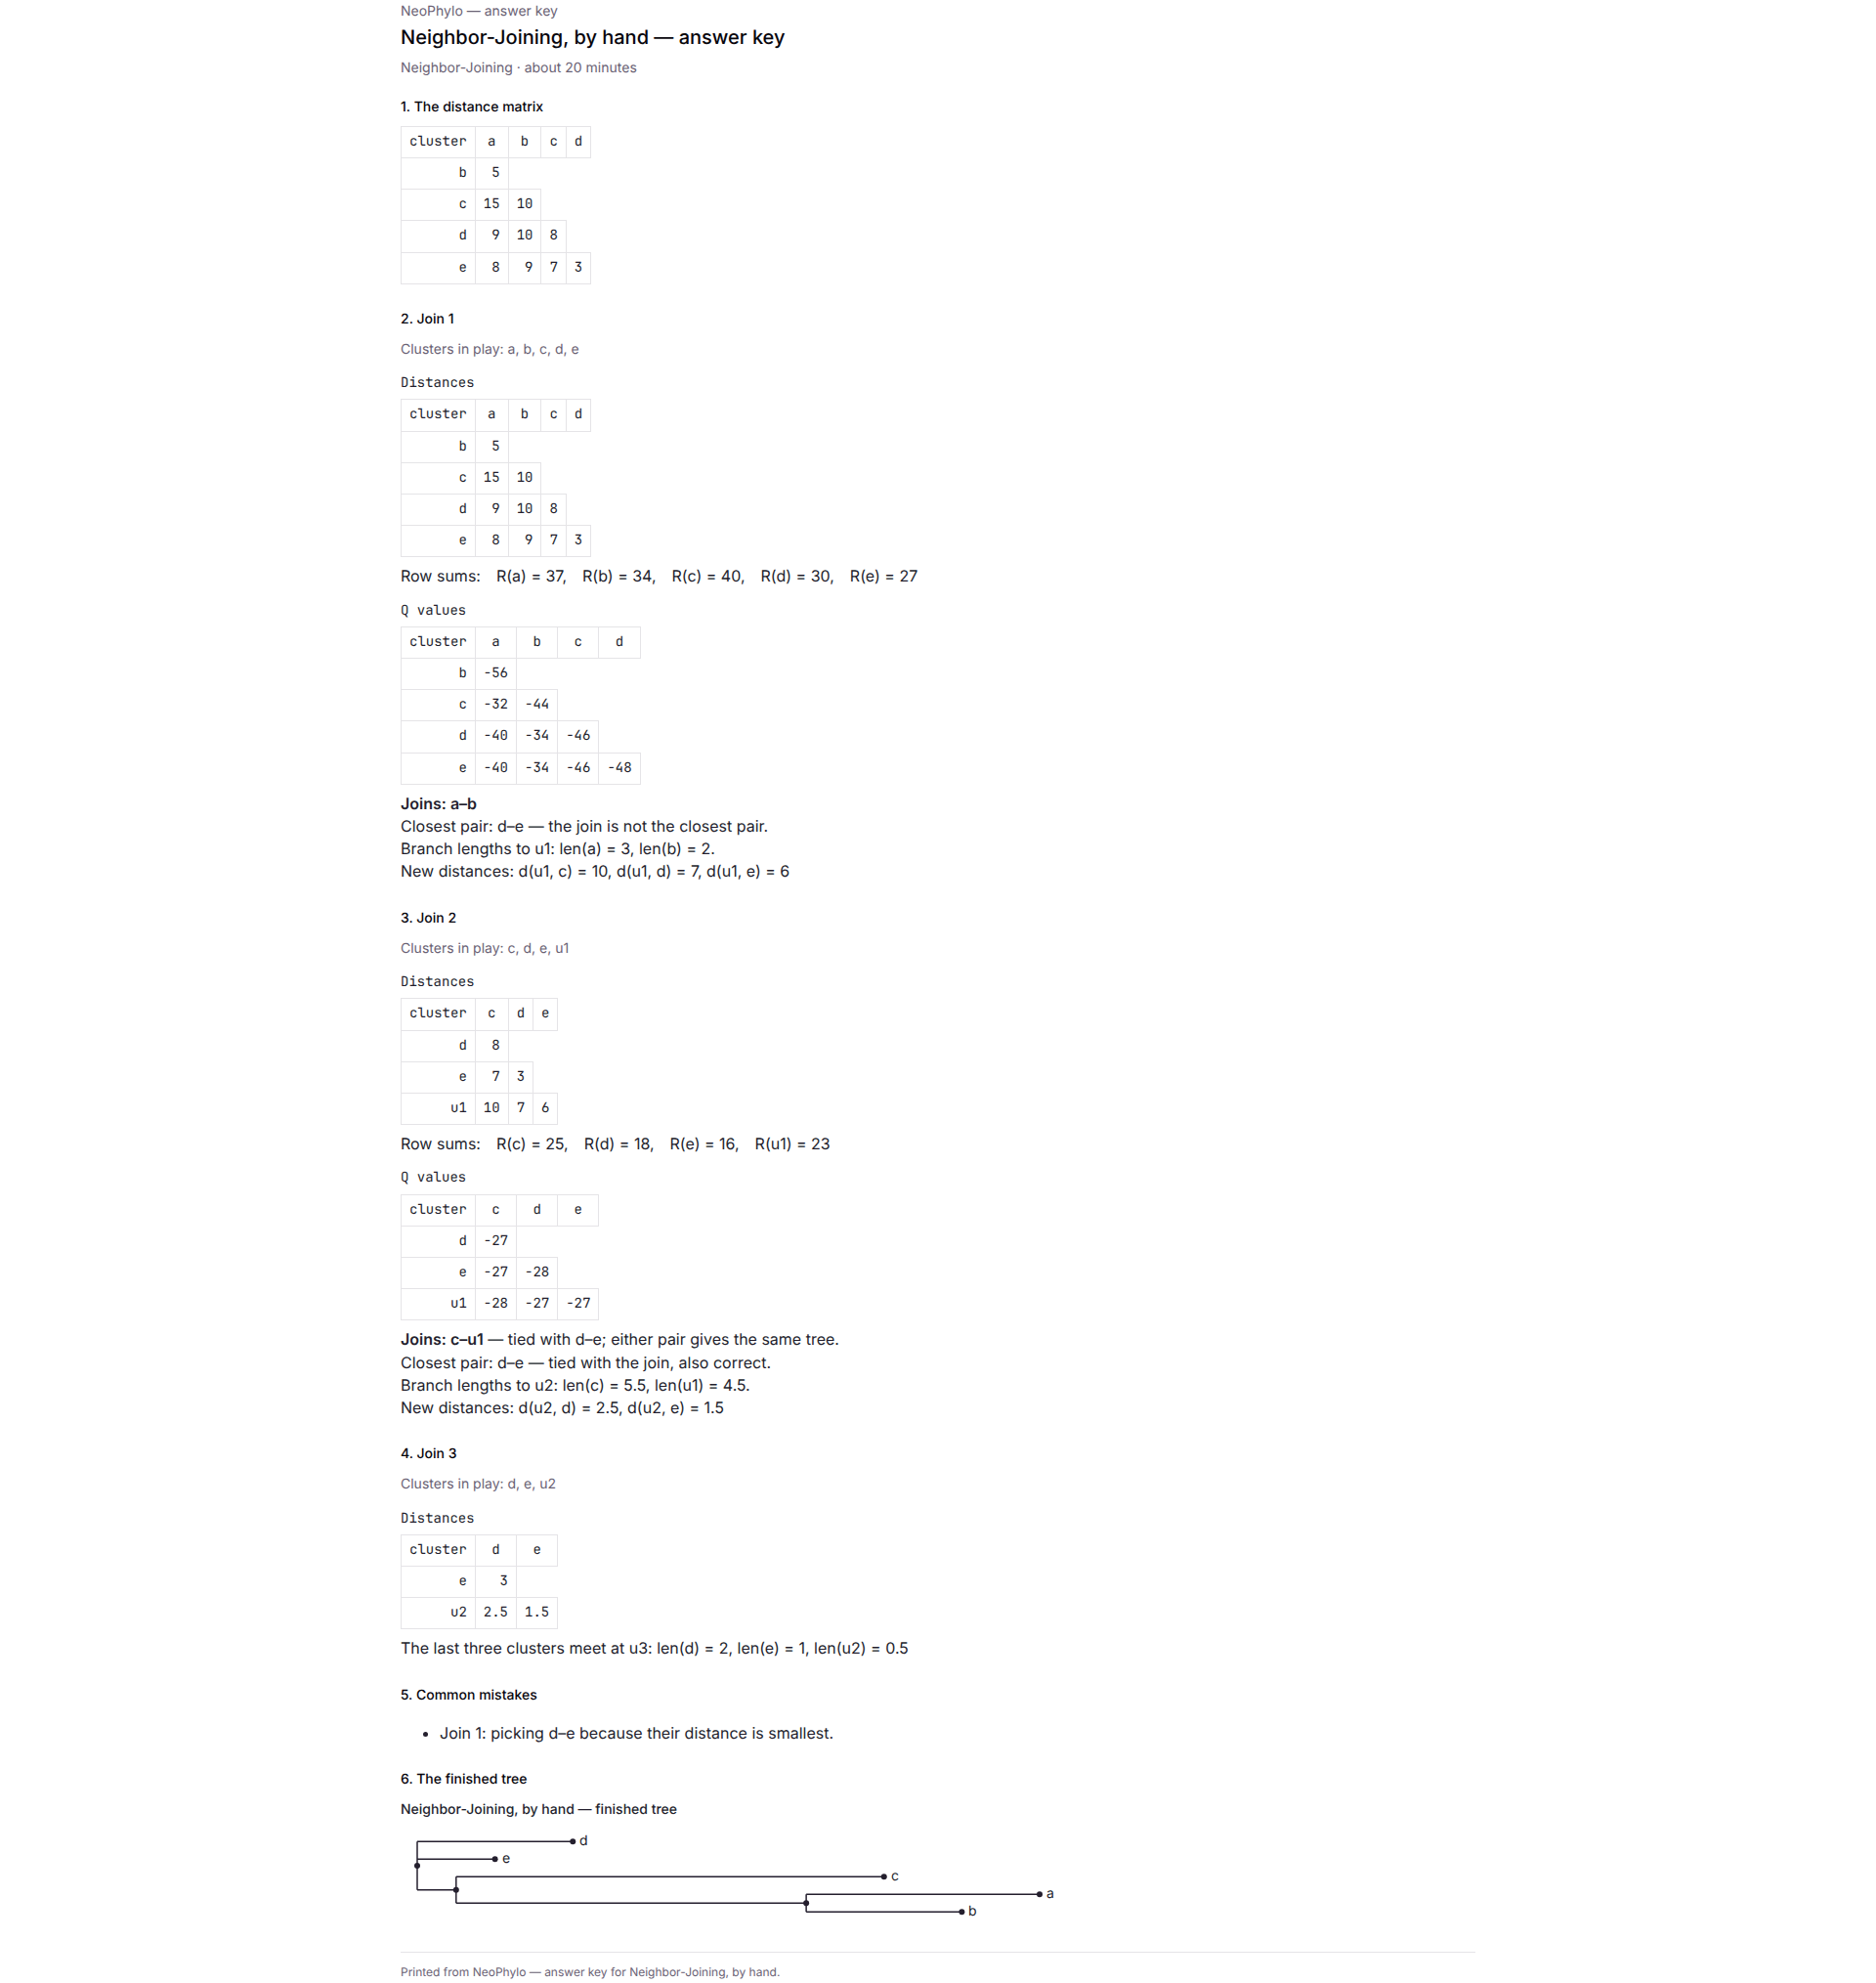 NeoPhylo — answer key
Neighbor-Joining, by hand — answer key
Neighbor-Joining · about 20 minutes
1. The distance matrix
cluster a b c d
b 5
c 15 10
d 9 10 8
e 8 9 7 3
2. Join 1
Clusters in play: a, b, c, d, e
Distances
cluster a b c d
b 5
c 15 10
d 9 10 8
e 8 9 7 3
Row sums: R(a) = 37, R(b) = 34, R(c) = 40, R(d) = 30, R(e) = 27
Q values
cluster a b c d
b -56
c -32 -44
d -40 -34 -46
e -40 -34 -46 -48
Joins: a–b
Closest pair: d–e — the join is not the closest pair.
Branch lengths to u1: len(a) = 3, len(b) = 2.
New distances: d(u1, c) = 10, d(u1, d) = 7, d(u1, e) = 6
3. Join 2
Clusters in play: c, d, e, u1
Distances
cluster c d e
d 8
e 7 3
u1 10 7 6
Row sums: R(c) = 25, R(d) = 18, R(e) = 16, R(u1) = 23
Q values
cluster c d e
d -27
e -27 -28
u1 -28 -27 -27
Joins: c–u1 — tied with d–e; either pair gives the same tree.
Closest pair: d–e — tied with the join, also correct.
Branch lengths to u2: len(c) = 5.5, len(u1) = 4.5.
New distances: d(u2, d) = 2.5, d(u2, e) = 1.5
4. Join 3
Clusters in play: d, e, u2
Distances
cluster d e
e 3
u2 2.5 1.5
The last three clusters meet at u3: len(d) = 2, len(e) = 1, len(u2) = 0.5
5. Common mistakes
• Join 1: picking d–e because their distance is smallest.
6. The finished tree
Neighbor-Joining, by hand — finished tree
d
e
c
a
b
Printed from NeoPhylo — answer key for Neighbor-Joining, by hand.